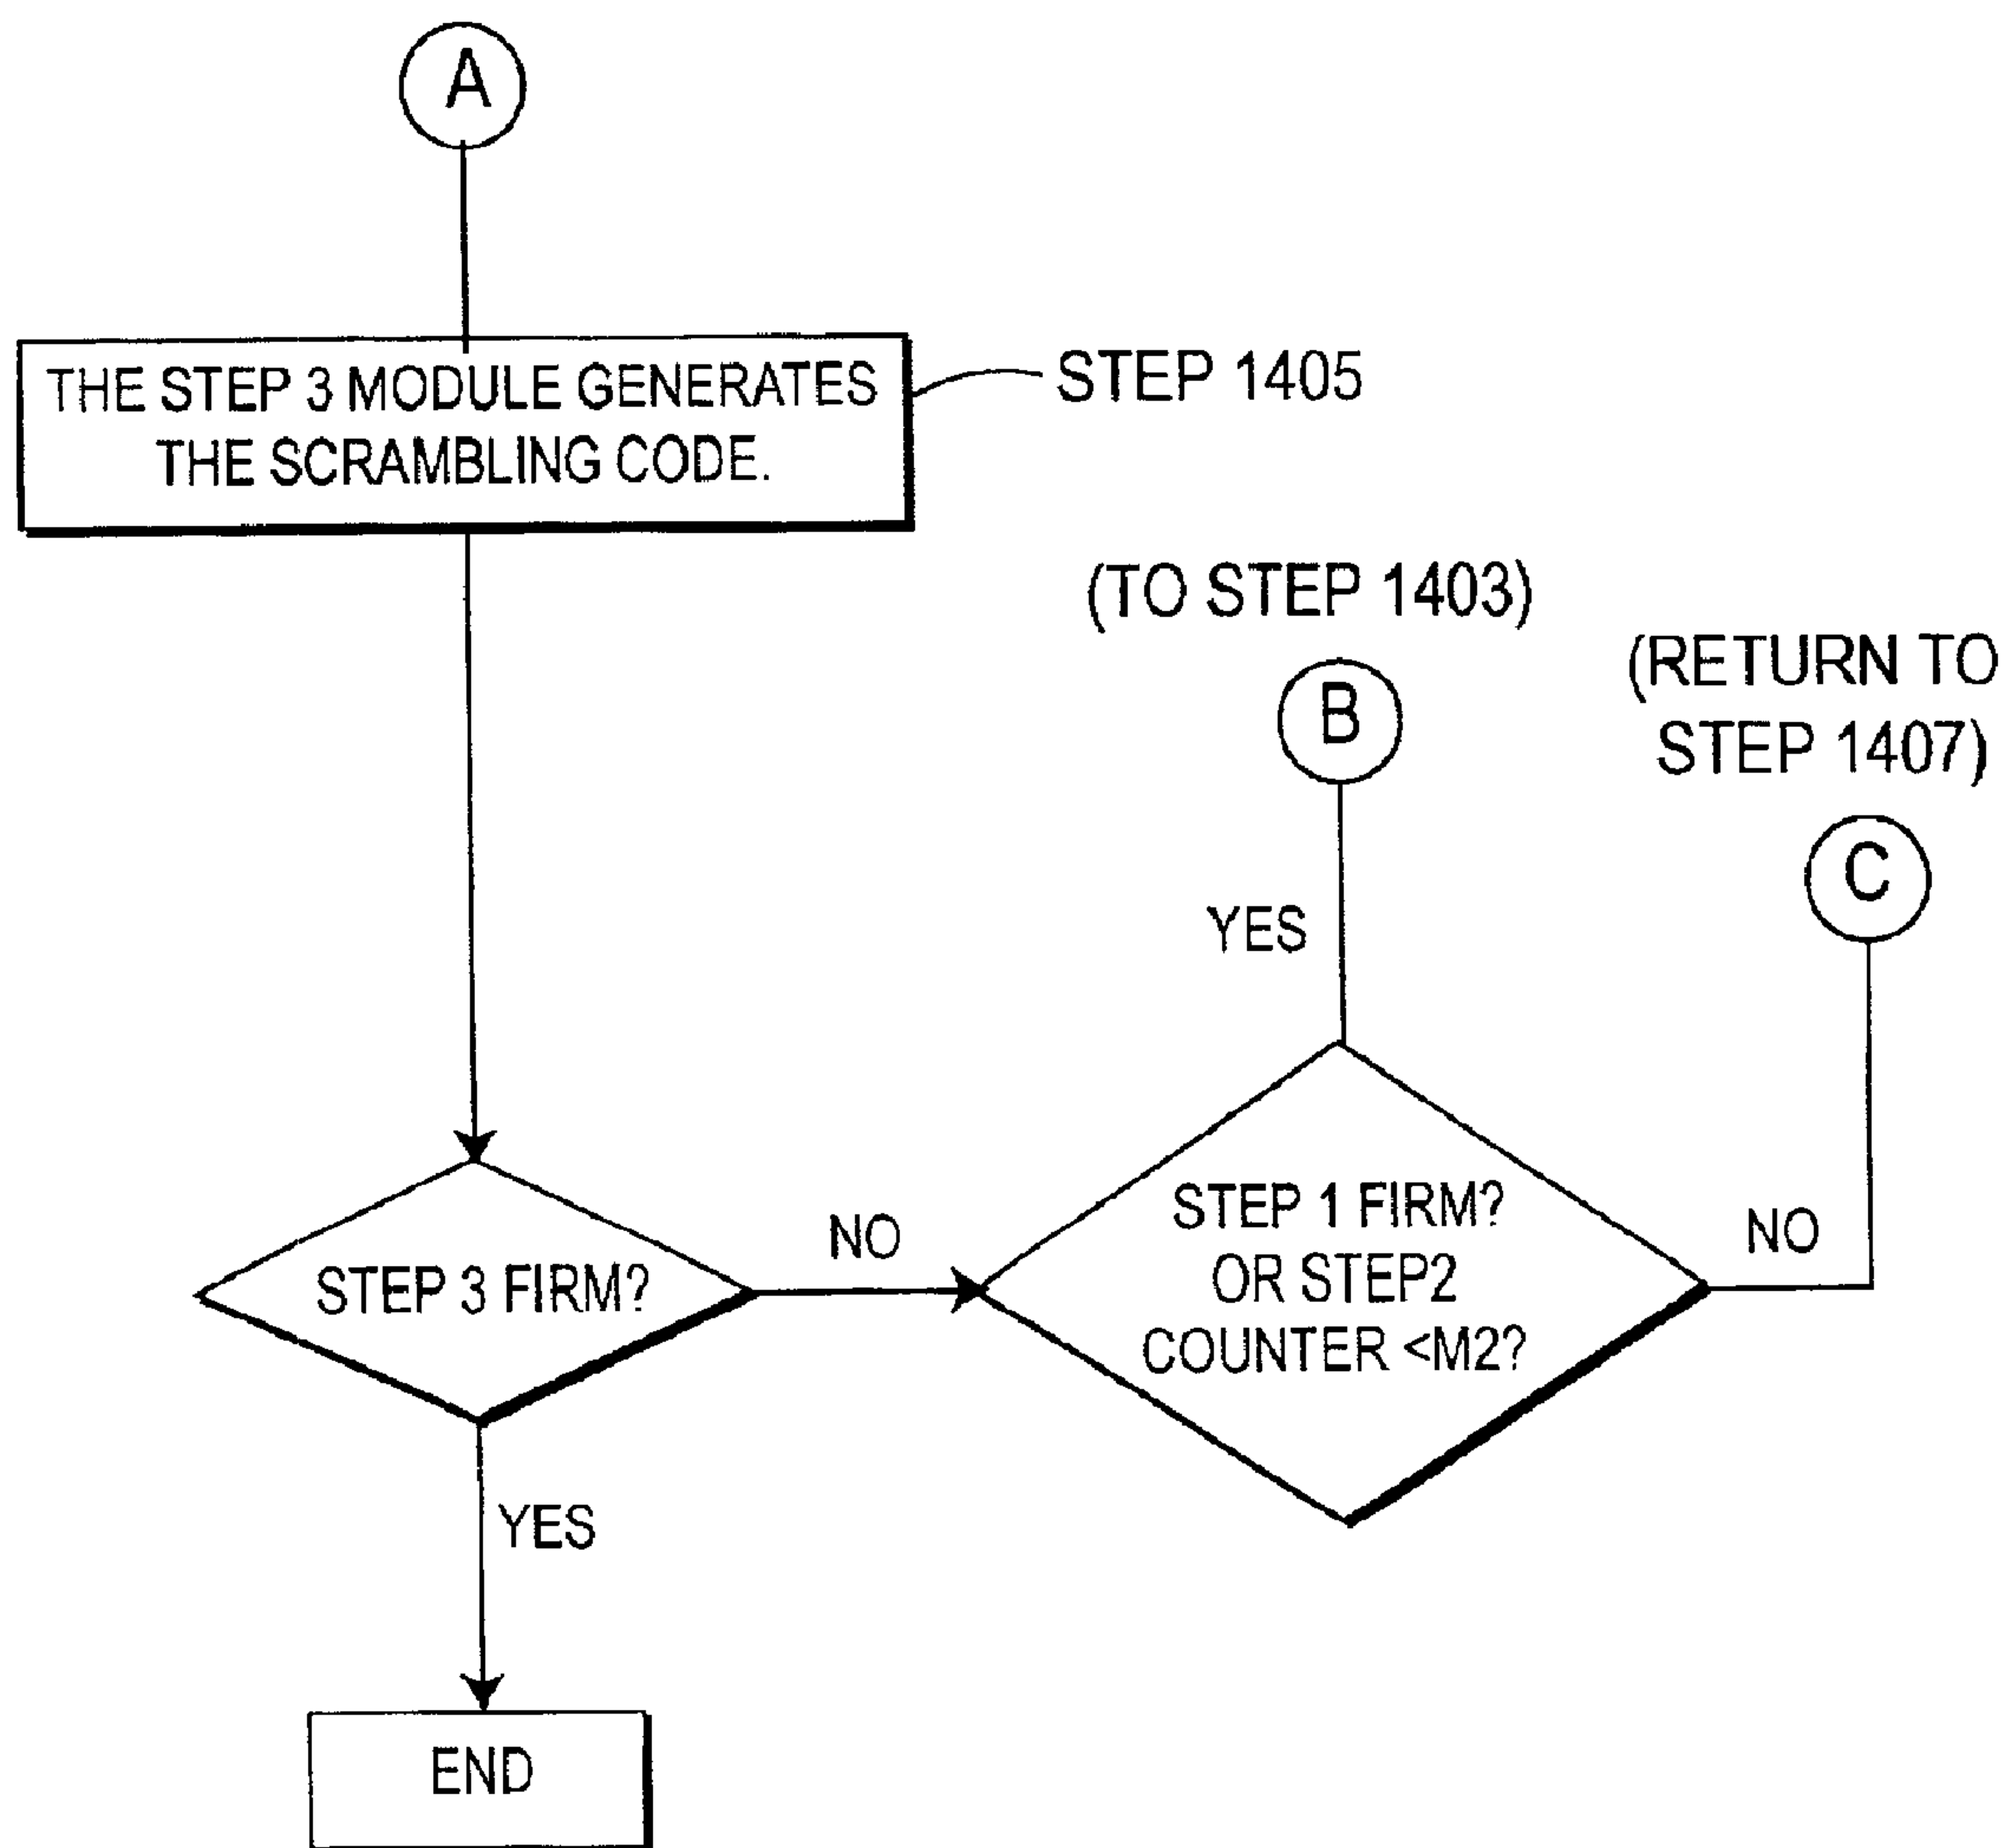 A
THE STEP 3 MODULE GENERATES
THE SCRAMBLING CODE.
STEP 1405
(TO STEP 1403)
B
(RETURN TO
STEP 1407)
C
YES
STEP 3 FIRM?
NO
STEP 1 FIRM?
OR STEP2
COUNTER <M2?
NO
YES
END